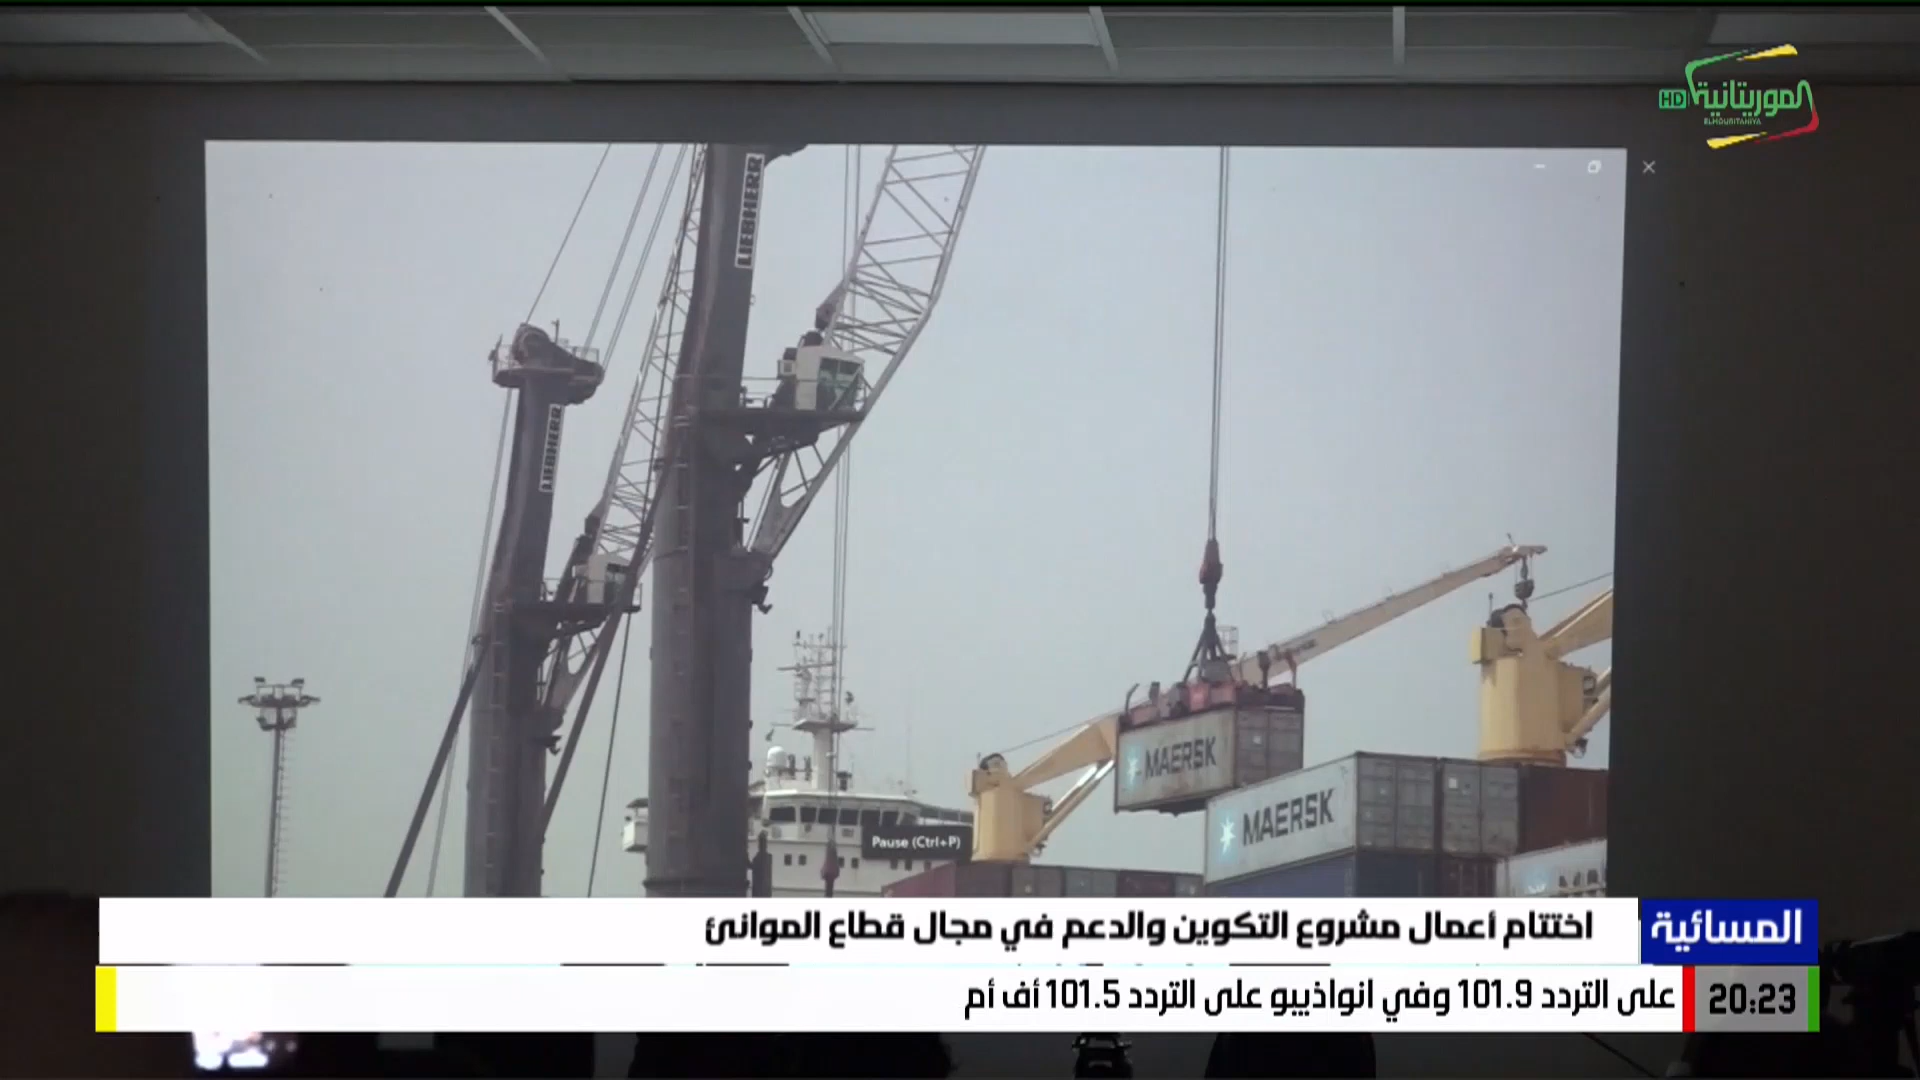 الموريتانية HD
ELMOURITANIYA
LIEBHERR
LIEBHERR
MAERSK
MAERSK
Pause (Ctrl+P)
المسائية
اختتام أعمال مشروع التكوين والدعم في مجال قطاع الموانئ
20:23
على التردد 101.9 وفي انواذيبو على التردد 101.5 أف أم